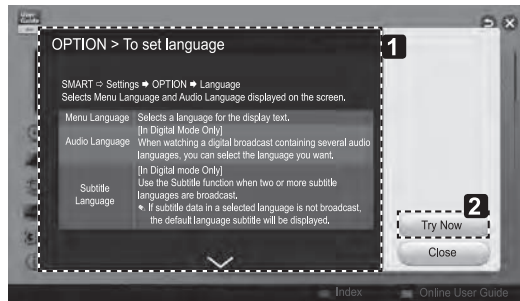 User
Guide
OPTION > To set language
1
SMART ⇨ Settings ➡ OPTION ➡ Language
Selects Menu Language and Audio Language displayed on the screen.
Menu Language Selects a language for the display text.
Audio Language [In Digital Mode Only]
When watching a digital broadcast containing several audio
languages, you can select the language you want.
Subtitle
Language
[In Digital mode Only]
Use the Subtitle function when two or more subtitle
languages are broadcast.
If subtitle data in a selected language is not broadcast,
the default language subtitle will be displayed.
2
Try Now
Close
Index
Online User Guide